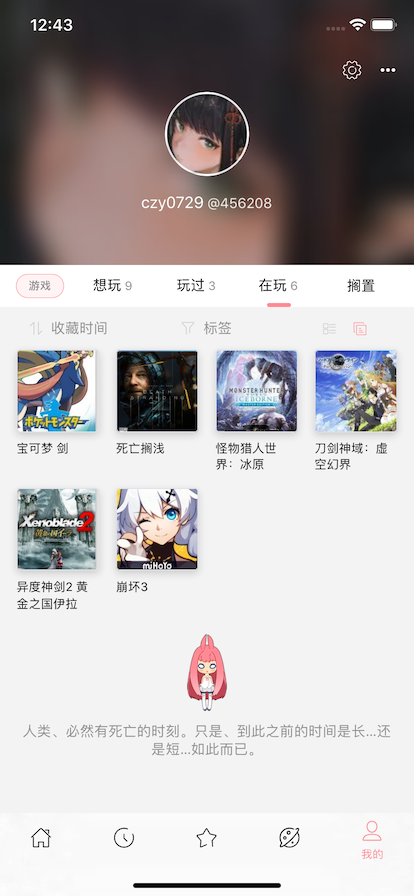 12:43
czy0729 @456208
游戏 想玩 9 玩过 3 在玩 6 搁置
收藏时间 标签
ポケットモンスター
DEATH STRANDING
MONSTER HUNTER
ICEBORNE
宝可梦 剑 死亡搁浅 怪物猎人世 刀剑神域：虚
界：冰原 空幻界
Xenoblade2
miHoYo
异度神剑2 黄 崩坏3
金之国伊拉
人类、必然有死亡的时刻。只是、到此之前的时间是长...还
是短...如此而已。
我的